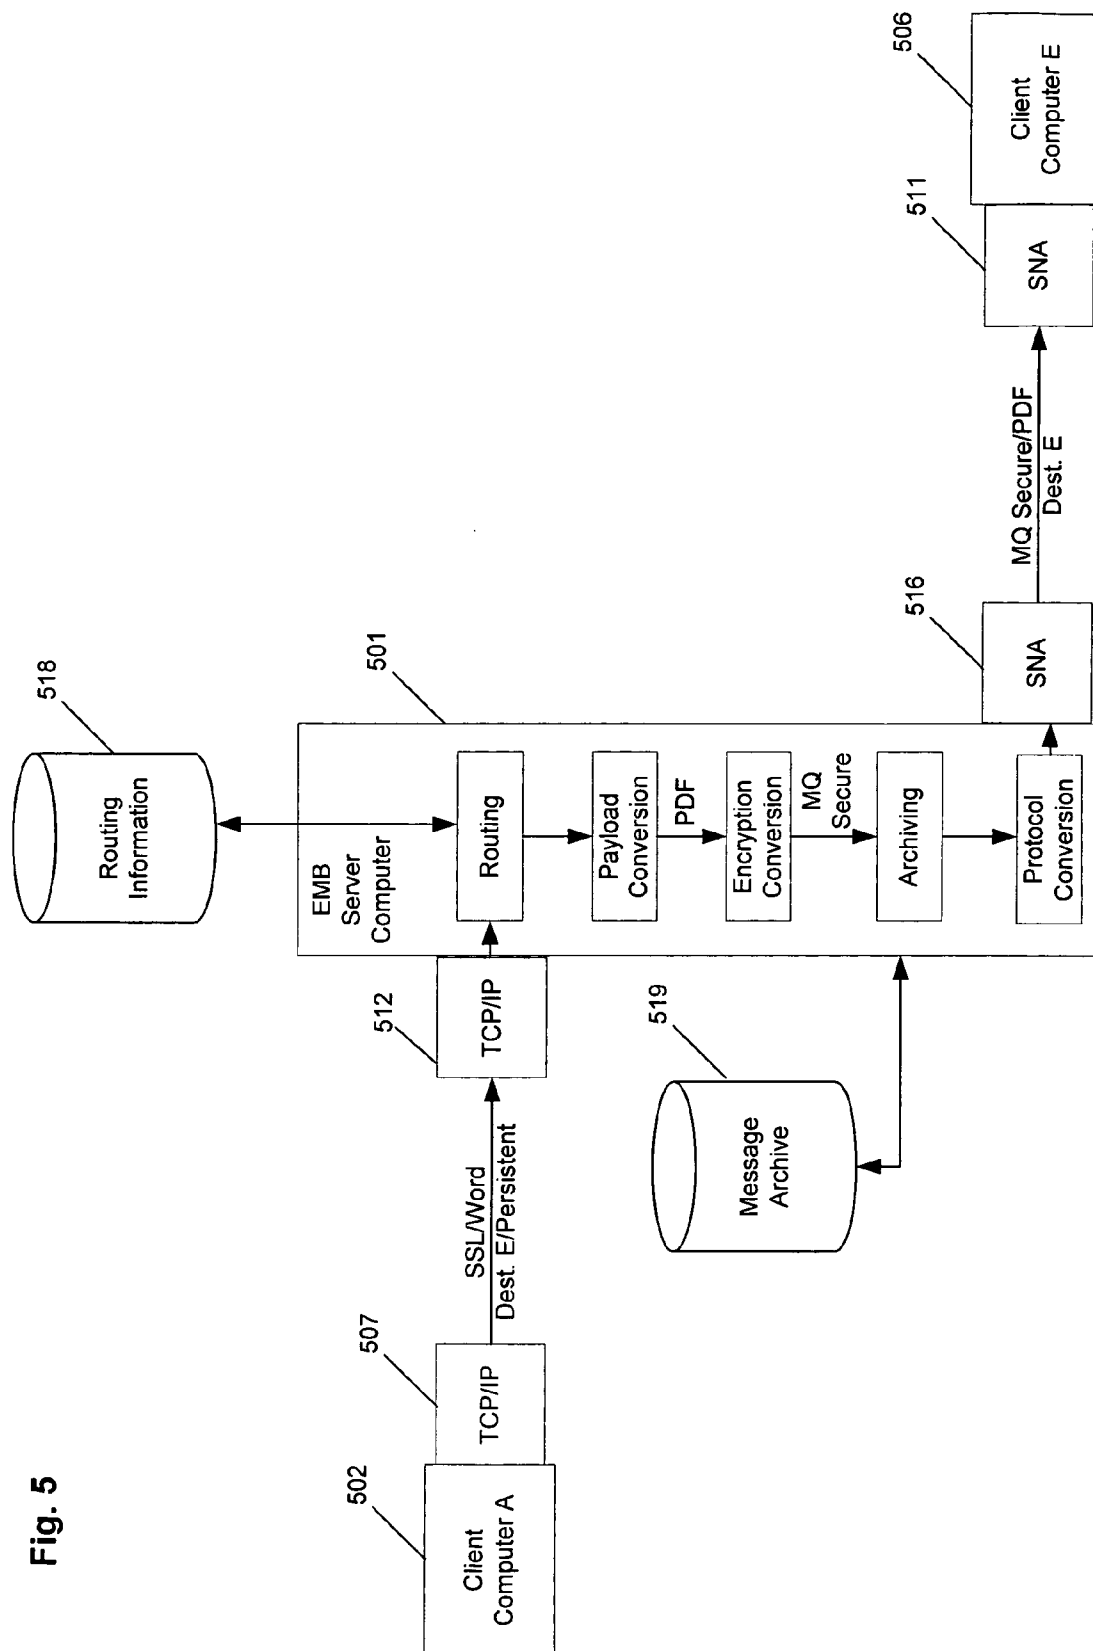 Fig. 5
502
Client
Computer A
507
TCP/IP
SSL/Word
Dest. E/Persistent
512
TCP/IP
518
Routing
Information
501
EMB
Server
Computer
Routing
Payload
Conversion
PDF
Encryption
Conversion
MQ
Secure
Archiving
Protocol
Conversion
519
Message
Archive
516
SNA
MQ Secure/PDF
Dest. E
511
SNA
506
Client
Computer E